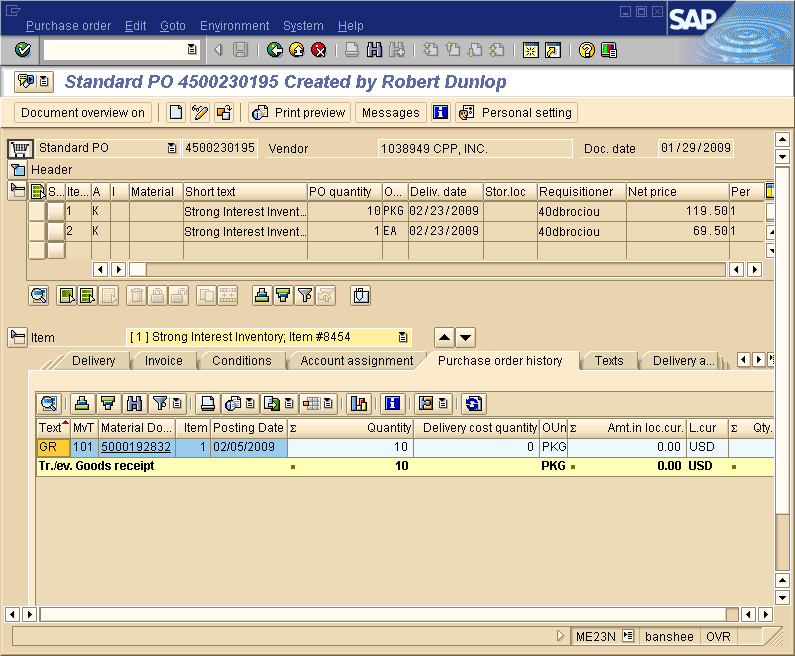 Purchase order Edit Goto Environment System Help
SAP
Standard PO 4500230195 Created by Robert Dunlop
Document overview on Print preview Messages Personal setting
Standard PO 4500230195 Vendor 1038949 CPP, INC. Doc. date 01/29/2009
Header
S... Ite... A I Material Short text PO quantity O... Deliv. date Stor.loc Requisitioner Net price Per
1 K Strong Interest Invent... 10 PKG 02/23/2009 40dbrociou 119.50 1
2 K Strong Interest Invent... 1 EA 02/23/2009 40dbrociou 69.50 1
Item [ 1 ] Strong Interest Inventory; Item #8454
Delivery Invoice Conditions Account assignment Purchase order history Texts Delivery a...
Text MvT Material Do... Item Posting Date Σ Quantity Delivery cost quantity OUn Σ Amt.in loc.cur. L.cur Σ Qty.
GR 101 5000192832 1 02/05/2009 10 0 PKG 0.00 USD
Tr./ev. Goods receipt ▪ 10 PKG ▪ 0.00 USD ▪
ME23N banshee OVR